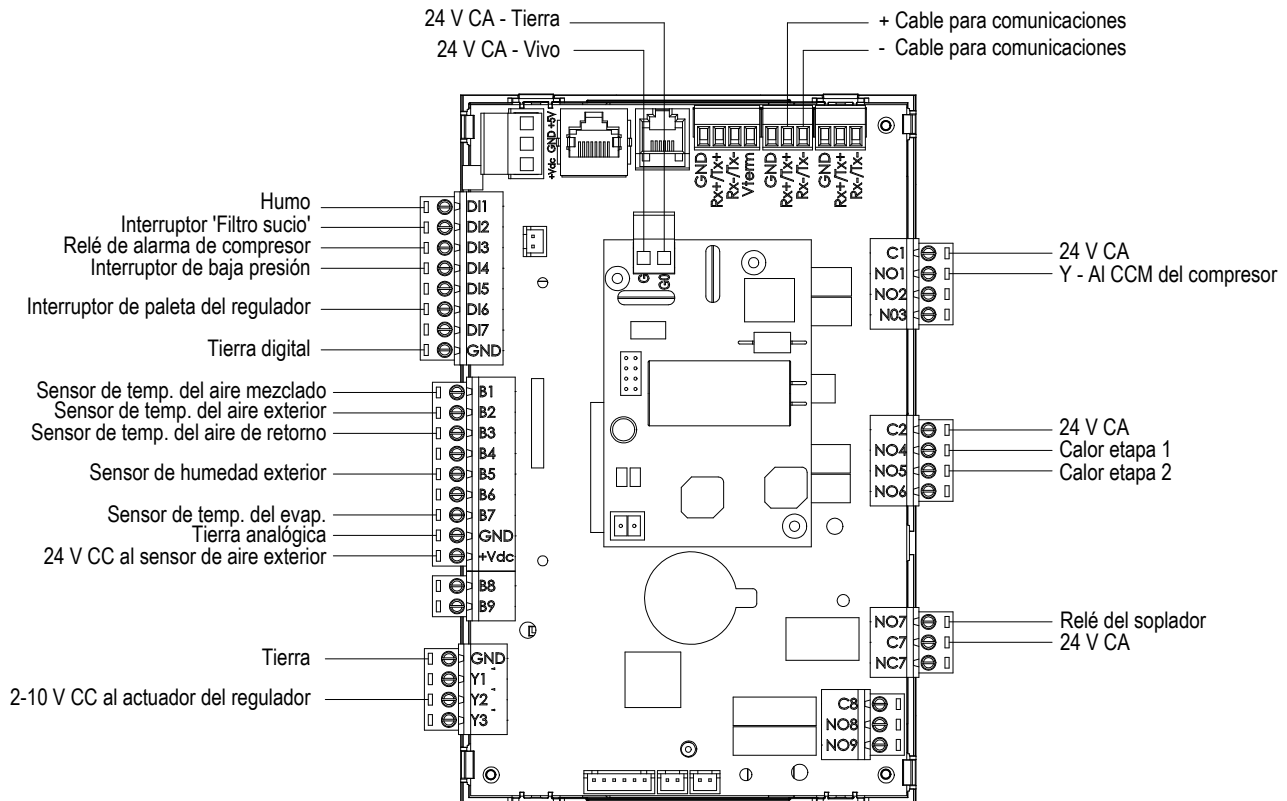 24 V CA - Tierra
24 V CA - Vivo
+ Cable para comunicaciones
- Cable para comunicaciones
+Vdc GND +5V
GND
Rx+/Tx+
Rx-/Tx-
Vterm
GND
Rx+/Tx+
Rx-/Tx-
GND
Rx+/Tx+
Rx-/Tx-
G
G0
Humo DI1
Interruptor 'Filtro sucio' DI2
Relé de alarma de compresor DI3
Interruptor de baja presión DI4
DI5
Interruptor de paleta del regulador DI6
DI7
Tierra digital GND
Sensor de temp. del aire mezclado B1
Sensor de temp. del aire exterior B2
Sensor de temp. del aire de retorno B3
B4
Sensor de humedad exterior B5
B6
Sensor de temp. del evap. B7
Tierra analógica GND
24 V CC al sensor de aire exterior +Vdc
B8
B9
Tierra GND
Y1
2-10 V CC al actuador del regulador Y2
Y3
C1 24 V CA
NO1 Y - Al CCM del compresor
NO2
N03
C2 24 V CA
NO4 Calor etapa 1
NO5 Calor etapa 2
NO6
NO7 Relé del soplador
C7 24 V CA
NC7
C8
NO8
NO9